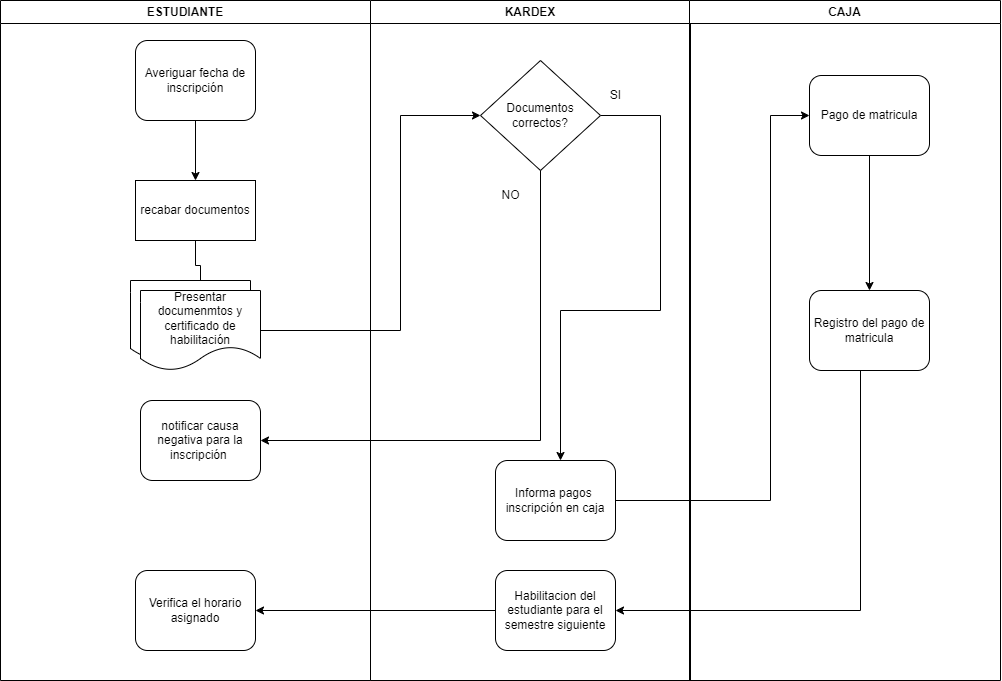 ESTUDIANTE
KARDEX
CAJA
Averiguar fecha de
inscripción
recabar documentos
Presentar
documenmtos y
certificado de
habilitación
notificar causa
negativa para la
inscripción
Verifica el horario
asignado
Documentos
correctos?
SI
NO
Informa pagos
inscripción en caja
Habilitacion del
estudiante para el
semestre siguiente
Pago de matricula
Registro del pago de
matricula